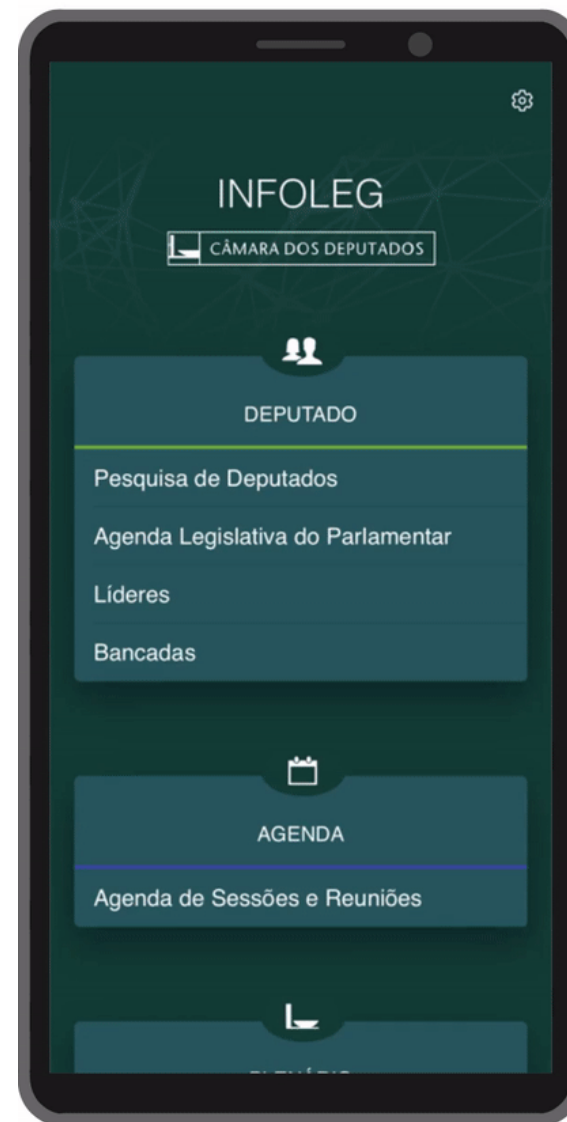 INFOLEG
CÂMARA DOS DEPUTADOS
DEPUTADO
Pesquisa de Deputados
Agenda Legislativa do Parlamentar
Líderes
Bancadas
AGENDA
Agenda de Sessões e Reuniões